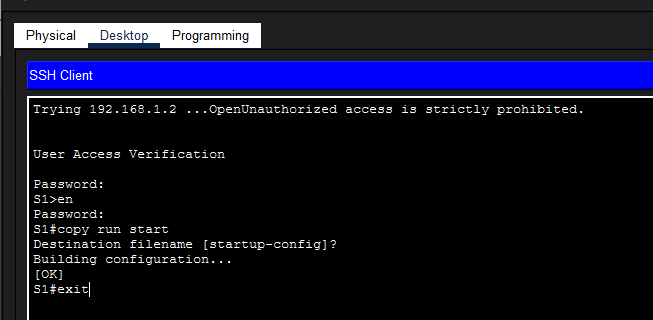 Physical Desktop Programming
SSH Client
Trying 192.168.1.2 ...OpenUnauthorized access is strictly prohibited.
User Access Verification
Password:
S1>en
Password:
S1#copy run start
Destination filename [startup-config]?
Building configuration...
[OK]
S1#exit